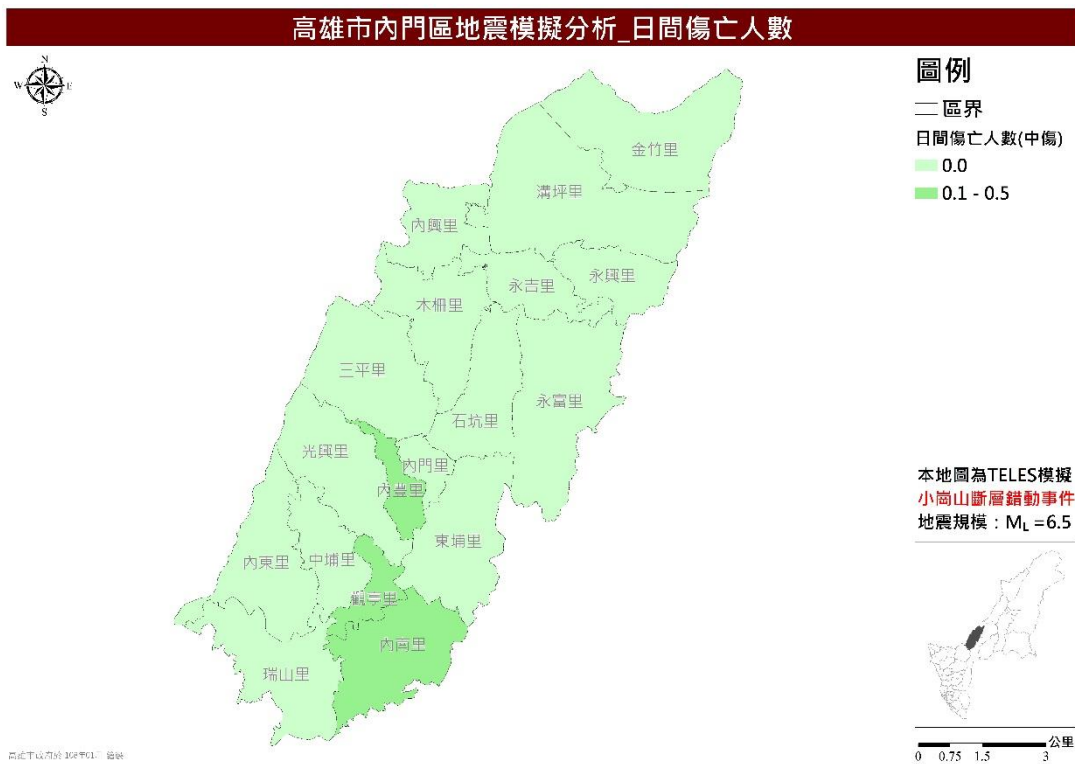 高雄市內門區地震模擬分析_日間傷亡人數
N
W E
S
圖例
區界
日間傷亡人數(中傷)
0.0
0.1 - 0.5
金竹里
溝坪里
內興里
永吉里
永興里
木柵里
三平里
永富里
石坑里
光興里
內門里
內豐里
東埔里
內東里
中埔里
觀亭里
內南里
瑞山里
本地圖為TELES模擬
小崗山斷層錯動事件
地震規模：ML =6.5
公里
0 0.75 1.5 3